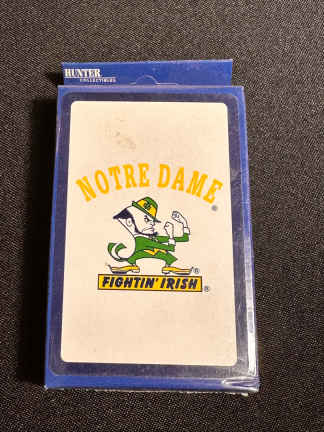 HUNTER
COLLECTIBLES
NOTRE DAME
®
®
FIGHTIN' IRISH ®